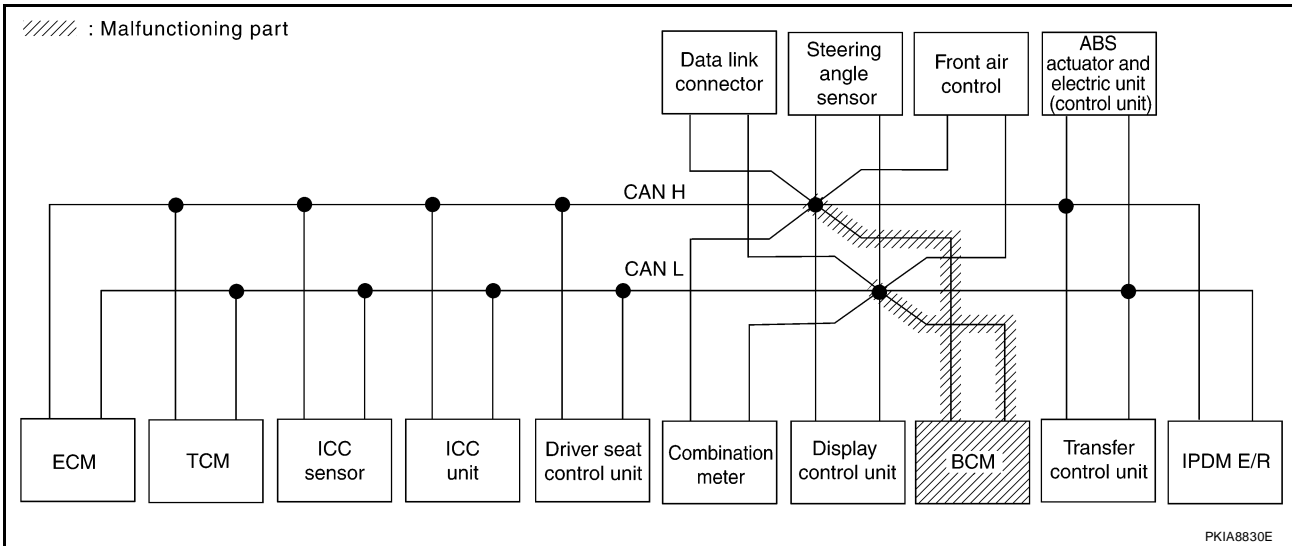 : Malfunctioning part
Data link
connector
Steering
angle
sensor
Front air
control
ABS
actuator and
electric unit
(control unit)
CAN H
CAN L
ECM
TCM
ICC
sensor
ICC
unit
Driver seat
control unit
Combination
meter
Display
control unit
BCM
Transfer
control unit
IPDM E/R
PKIA8830E